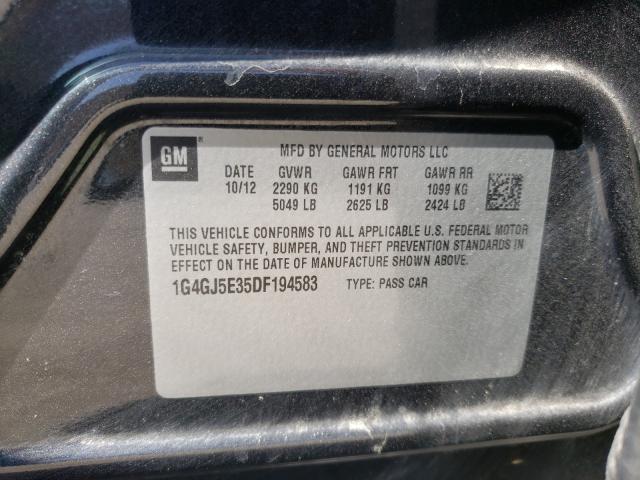 GM
MFD BY GENERAL MOTORS LLC
DATE GVWR GAWR FRT GAWR RR
10/12 2290 KG 1191 KG 1099 KG
5049 LB 2625 LB 2424 LB
THIS VEHICLE CONFORMS TO ALL APPLICABLE U.S. FEDERAL MOTOR
VEHICLE SAFETY, BUMPER, AND THEFT PREVENTION STANDARDS IN
EFFECT ON THE DATE OF MANUFACTURE SHOWN ABOVE.
1G4GJ5E35DF194583 TYPE: PASS CAR